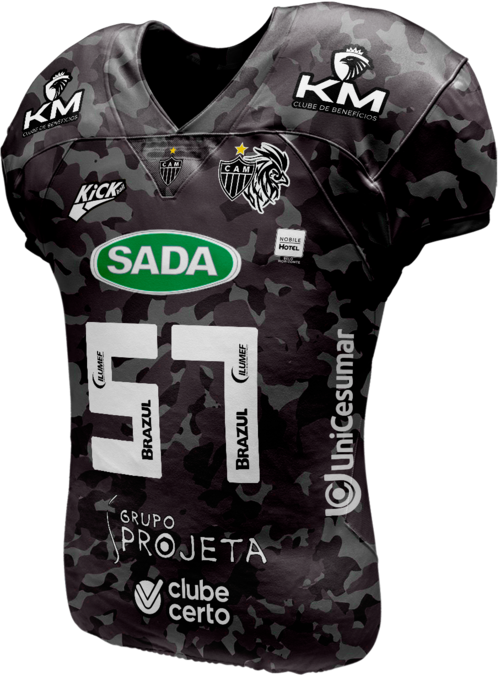 KM
CLUBE DE BENEFÍCIOS
KM
CLUBE DE BENEFÍCIOS
CAM
CAM
KICK
NOBILE
HOTEL
SADA
57
ILUMEF
BRAZUL
ILUMEF
BRAZUL
UniCesumar
GRUPO
PROJETA
clube
certo